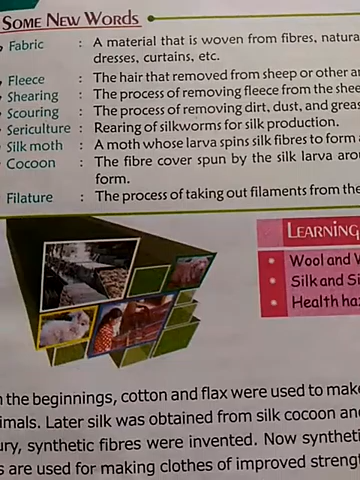 SOME NEW WORDS
Fabric : A material that is woven from fibres, natura
dresses, curtains, etc.
Fleece : The hair that removed from sheep or other an
Shearing : The process of removing fleece from the shee
Scouring : The process of removing dirt, dust, and greas
Sericulture : Rearing of silkworms for silk production.
Silk moth : A moth whose larva spins silk fibres to form a
Cocoon : The fibre cover spun by the silk larva arou
form.
Filature : The process of taking out filaments from the
LEARNING
• Wool and W
• Silk and Si
• Health ha
n the beginnings, cotton and flax were used to make
imals. Later silk was obtained from silk cocoon and
ury, synthetic fibres were invented. Now syntheti
s are used for making clothes of improved strengt